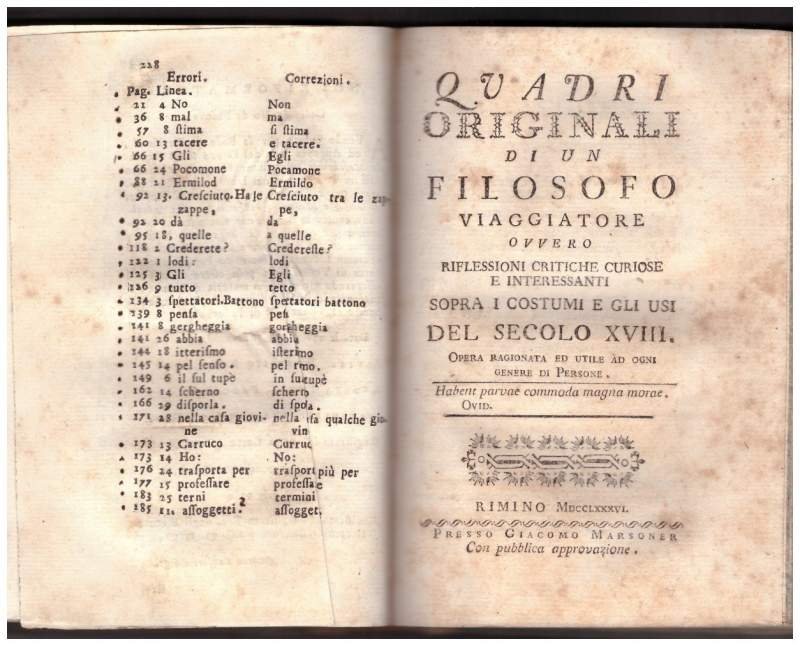 228
Errori. Correzioni.
Pag. Linea.
21 4 No Non
36 8 mal ma
57 8 ſtima ſi ſtima
60 13 tacere e tacere.
66 15 Gli Egli
66 24 Pocomone Pocamone
88 21 Ermilod Ermildo
92 13. Creſciuto. Ha le Creſciuto tra le zap-
zappe, pe,
92 20 dà da
95 18, quelle a quelle
118 2 Crederete? Credereſte?
122 1 lodi: lodi
125 3 Gli Egli
126 9 tutto tetto
134 3 ſpettatori. Battono ſpettatori battono
139 8 penſa peſa
141 8 gergheggia gorgheggia
141 26 abbia abbia
144 18 itteriſmo iſteriſmo
145 14 pel ſenſo. pel
149 6 il ſul tupè in ſu tupè
162 14 ſcherno ſcherno
166 29 diſporla. di
171 28 nella caſa giovi- nella qualche gio-
ne vin
173 13 Carruco Curruc
173 14 Ho: No:
176 24 traſporta per traſport più per
177 15 profeſſare profeſſa e
183 25 terni termini
185 11. aſſoggetti. aſſogget.
2
QUADRI
ORIGINALI
DI UN
FILOSOFO
VIAGGIATORE
OVVERO
RIFLESSIONI CRITICHE CURIOSE
E INTERESSANTI
SOPRA I COSTUMI E GLI USI
DEL SECOLO XVIII.
OPERA RAGIONATA ED UTILE AD OGNI
GENERE DI PERSONE.
Habent parvae commoda magna morae.
OVID.
RIMINO MDCCLXXXVI.
PRESSO GIACOMO MARSONER
Con pubblica approvazione.